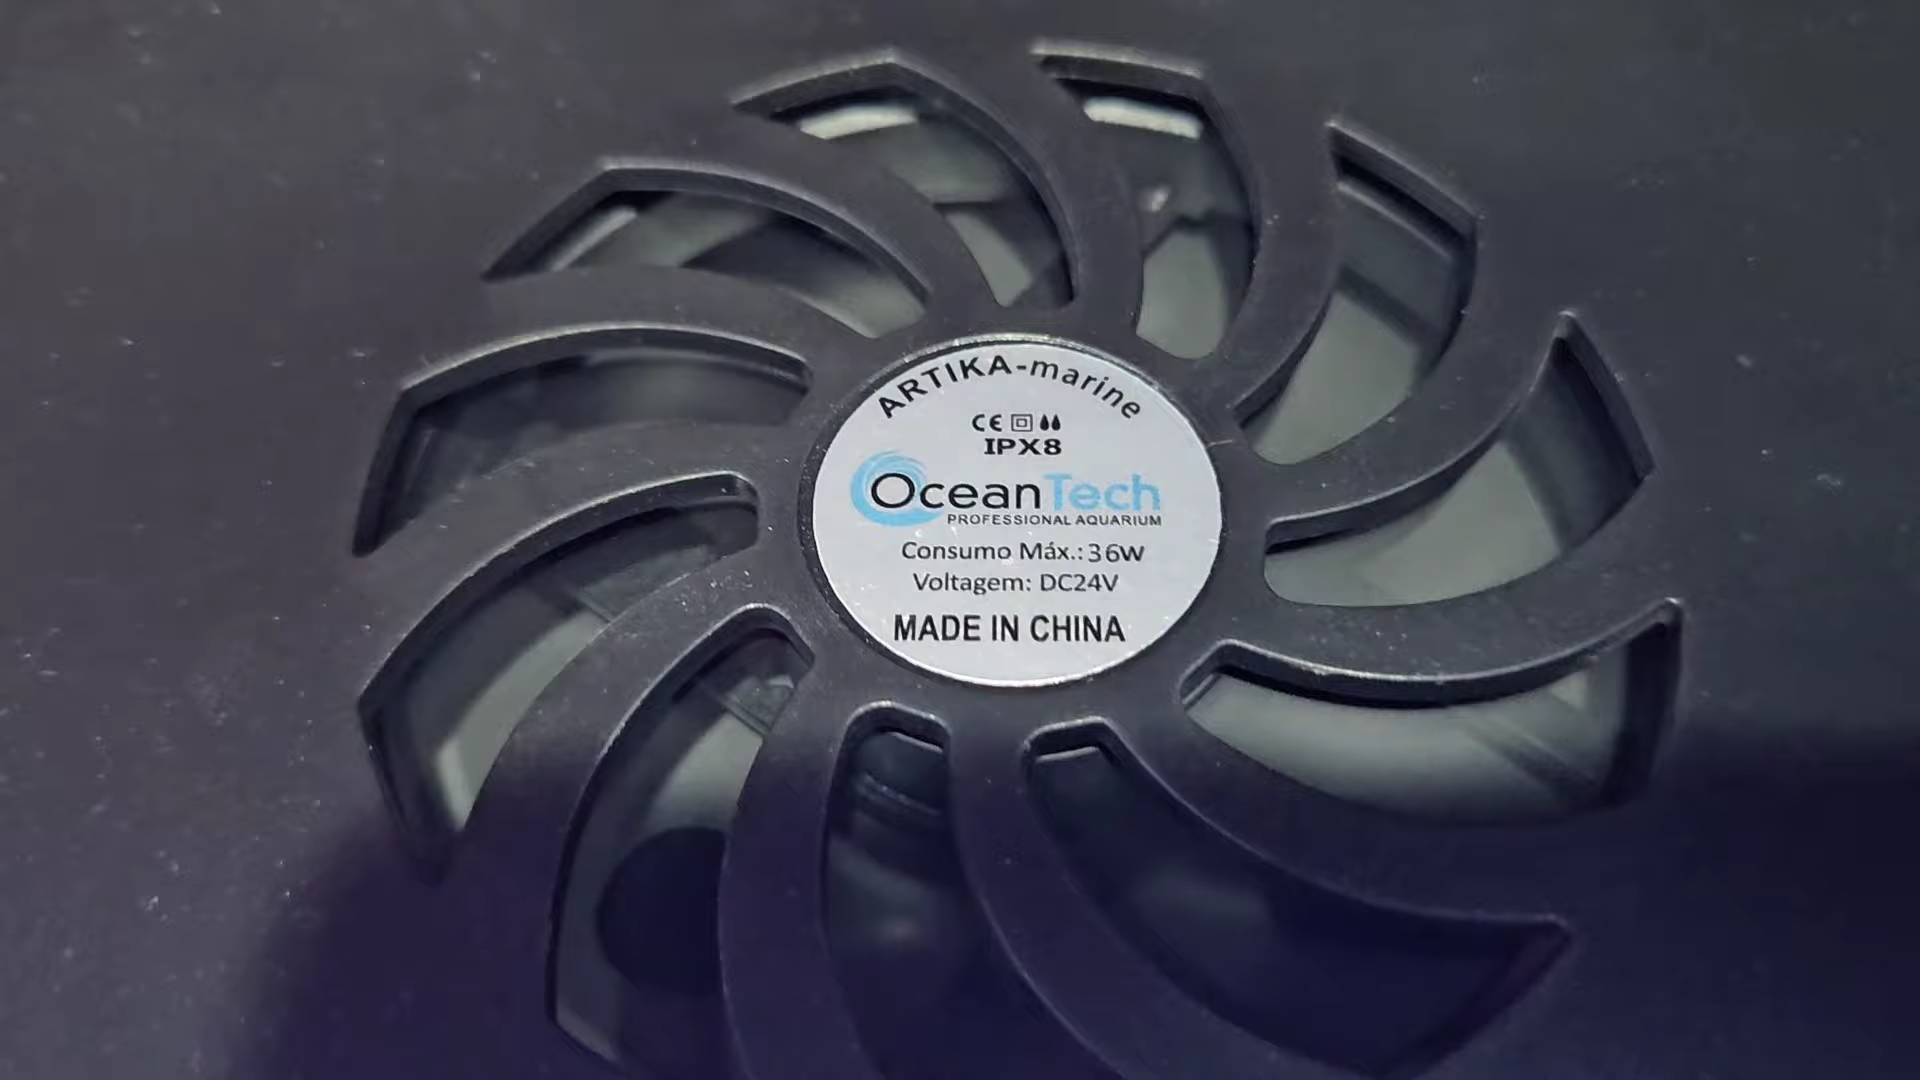 ARTIKA-marine
CE
IPX8
OceanTech
PROFESSIONAL AQUARIUM
Consumo Máx.: 36W
Voltagem: DC24V
MADE IN CHINA